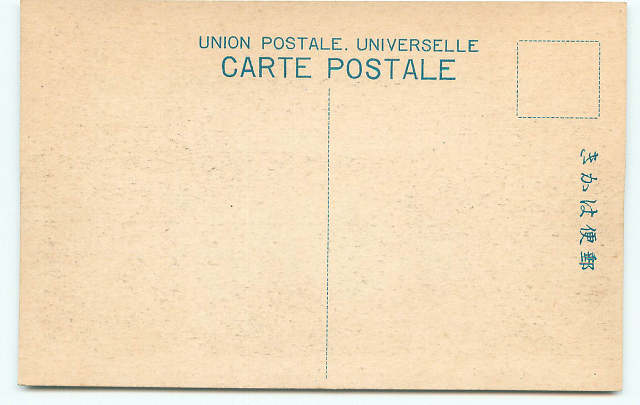 UNION POSTALE. UNIVERSELLE
CARTE POSTALE
郵便はかき